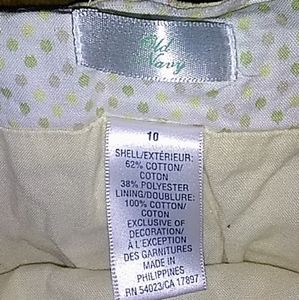 Old
Navy
10
SHELL/EXTÉRIEUR:
62% COTTON/
COTON
38% POLYESTER
LINING/DOUBLURE:
100% COTTON/
COTON
EXCLUSIVE OF
DECORATION/
À L'EXCEPTION
DES GARNITURES
MADE IN
PHILIPPINES
RN 54023/CA 17897